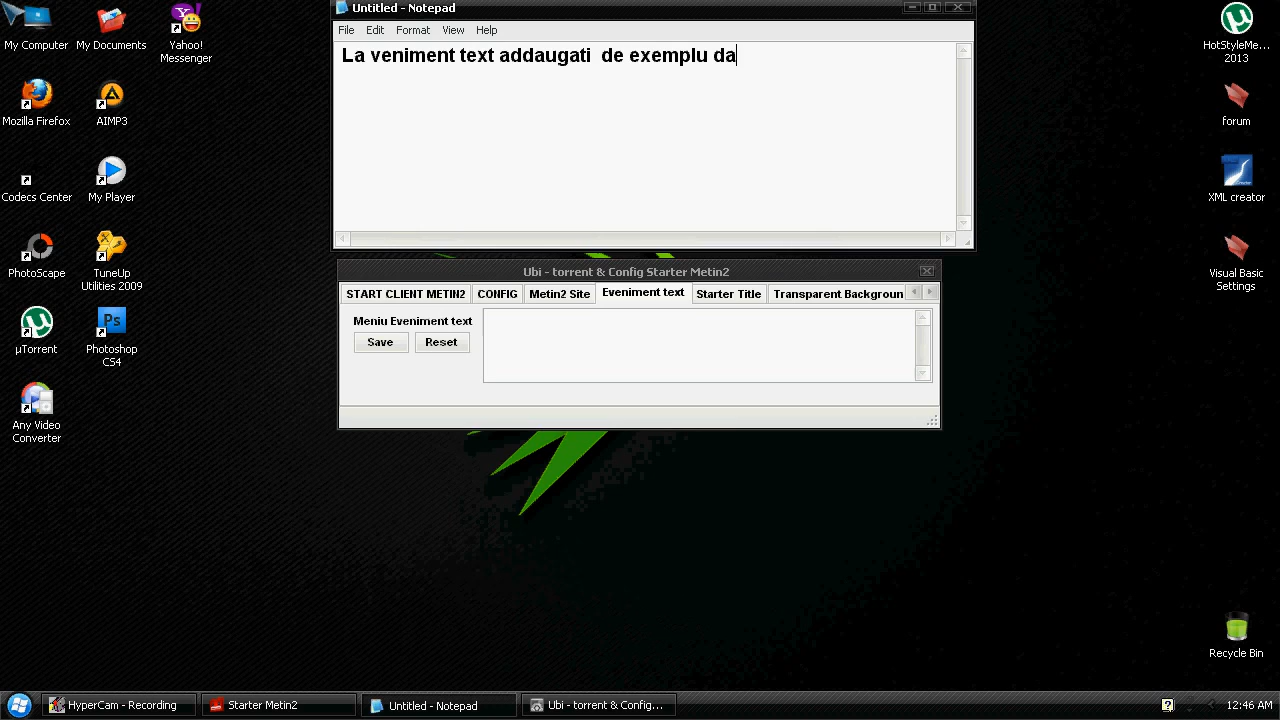 My Computer
My Documents
Yahoo! Messenger
Mozilla Firefox
AIMP3
Codecs Center
My Player
PhotoScape
TuneUp Utilities 2009
µTorrent
Photoshop CS4
Any Video Converter
Untitled - Notepad
File Edit Format View Help
La veniment text addaugati  de exemplu da
Ubi - torrent & Config Starter Metin2
START CLIENT METIN2 CONFIG Metin2 Site Eveniment text Starter Title Transparent Backgroun
Meniu Eveniment text
Save Reset
HotStyleMe... 2013
forum
XML creator
Visual Basic Settings
Recycle Bin
HyperCam - Recording Starter Metin2 Untitled - Notepad Ubi - torrent & Config... 12:46 AM